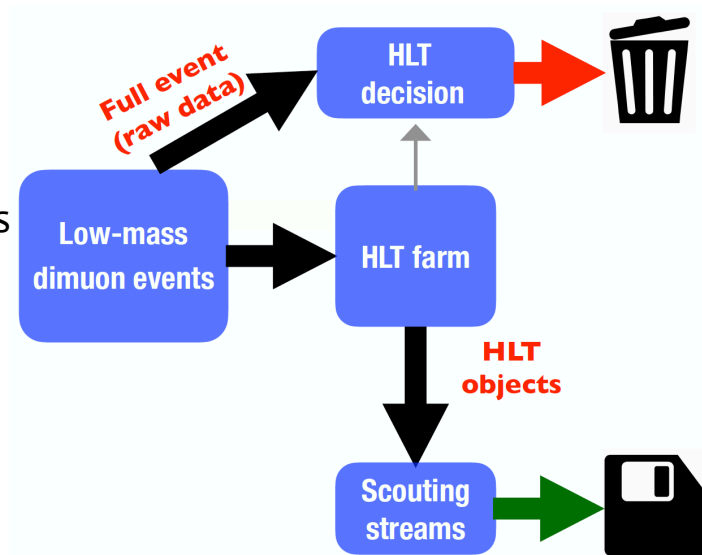 Full event
(raw data)
HLT
decision
s
Low-mass
dimuon events
HLT farm
HLT
objects
Scouting
streams